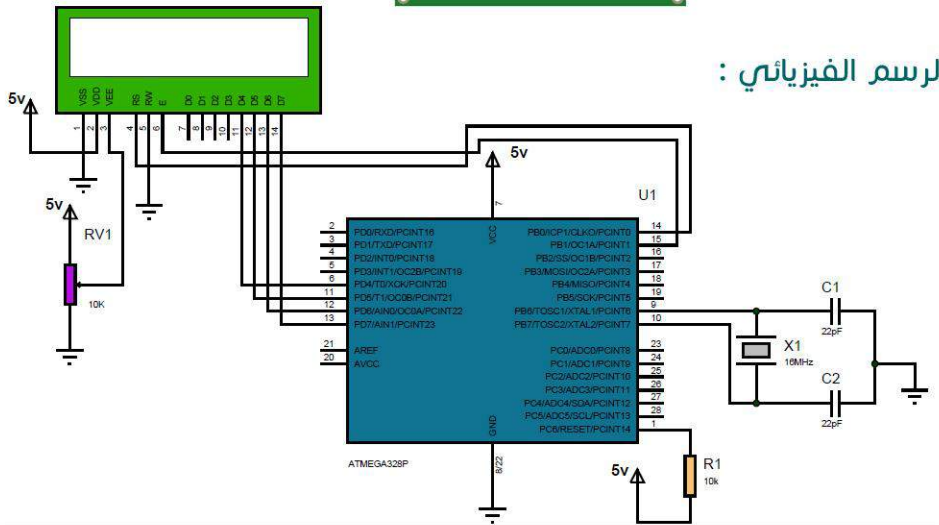 لرسم الفيزيائي :
5v
VSS VDD VEE RS RW E D0 D1 D2 D3 D4 D5 D6 D7
1 2 3 4 5 6 7 8 9 10 11 12 13 14
5v
RV1
10K
5v
7
VCC
U1
2 PD0/RXD/PCINT16
3 PD1/TXD/PCINT17
4 PD2/INT0/PCINT18
5 PD3/INT1/OC2B/PCINT19
6 PD4/T0/XCK/PCINT20
11 PD5/T1/OC0B/PCINT21
12 PD6/AIN0/OC0A/PCINT22
13 PD7/AIN1/PCINT23
21 AREF
20 AVCC
PB0/ICP1/CLKO/PCINT0 14
PB1/OC1A/PCINT1 15
PB2/SS/OC1B/PCINT2 16
PB3/MOSI/OC2A/PCINT3 17
PB4/MISO/PCINT4 18
PB5/SCK/PCINT5 19
PB6/TOSC1/XTAL1/PCINT6 9
PB7/TOSC2/XTAL2/PCINT7 10
PC0/ADC0/PCINT8 23
PC1/ADC1/PCINT9 24
PC2/ADC2/PCINT10 25
PC3/ADC3/PCINT11 26
PC4/ADC4/SDA/PCINT12 27
PC5/ADC5/SCL/PCINT13 28
PC6/RESET/PCINT14 1
GND
8/22
ATMEGA328P
C1
22pF
X1
16MHz
C2
22pF
5v
R1
10k